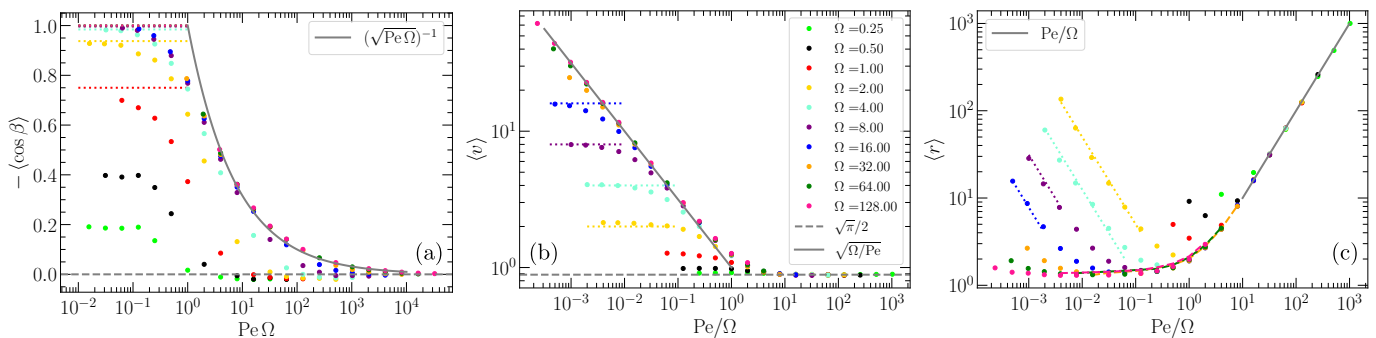 − ⟨cos β⟩
1.0
0.8
0.6
0.4
0.2
0.0
(√Pe Ω)⁻¹
(a)
10⁻² 10⁻¹ 10⁰ 10¹ 10² 10³ 10⁴
Pe Ω
⟨v⟩
10¹
10⁰
Ω =0.25
Ω =0.50
Ω =1.00
Ω =2.00
Ω =4.00
Ω =8.00
Ω =16.00
Ω =32.00
Ω =64.00
Ω =128.00
√π/2
√Ω/Pe
(b)
10⁻³ 10⁻² 10⁻¹ 10⁰ 10¹ 10² 10³
Pe/Ω
⟨r⟩
10³
10²
10¹
10⁰
Pe/Ω
(c)
10⁻³ 10⁻² 10⁻¹ 10⁰ 10¹ 10² 10³
Pe/Ω